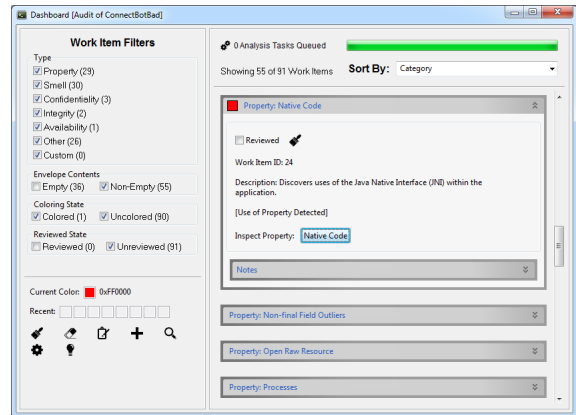 Dashboard [Audit of ConnectBotBad]
Work Item Filters
Type
Property (29)
Smell (30)
Confidentiality (3)
Integrity (2)
Availability (1)
Other (26)
Custom (0)
Envelope Contents
Empty (36) Non-Empty (55)
Coloring State
Colored (1) Uncolored (90)
Reviewed State
Reviewed (0) Unreviewed (91)
Current Color: 0xFF0000
Recent:
0 Analysis Tasks Queued
Showing 55 of 91 Work Items Sort By: Category
Property: Native Code
Reviewed
Work Item ID: 24
Description: Discovers uses of the Java Native Interface (JNI) within the
application.
[Use of Property Detected]
Inspect Property: Native Code
Notes
Property: Non-final Field Outliers
Property: Open Raw Resource
Property: Processes